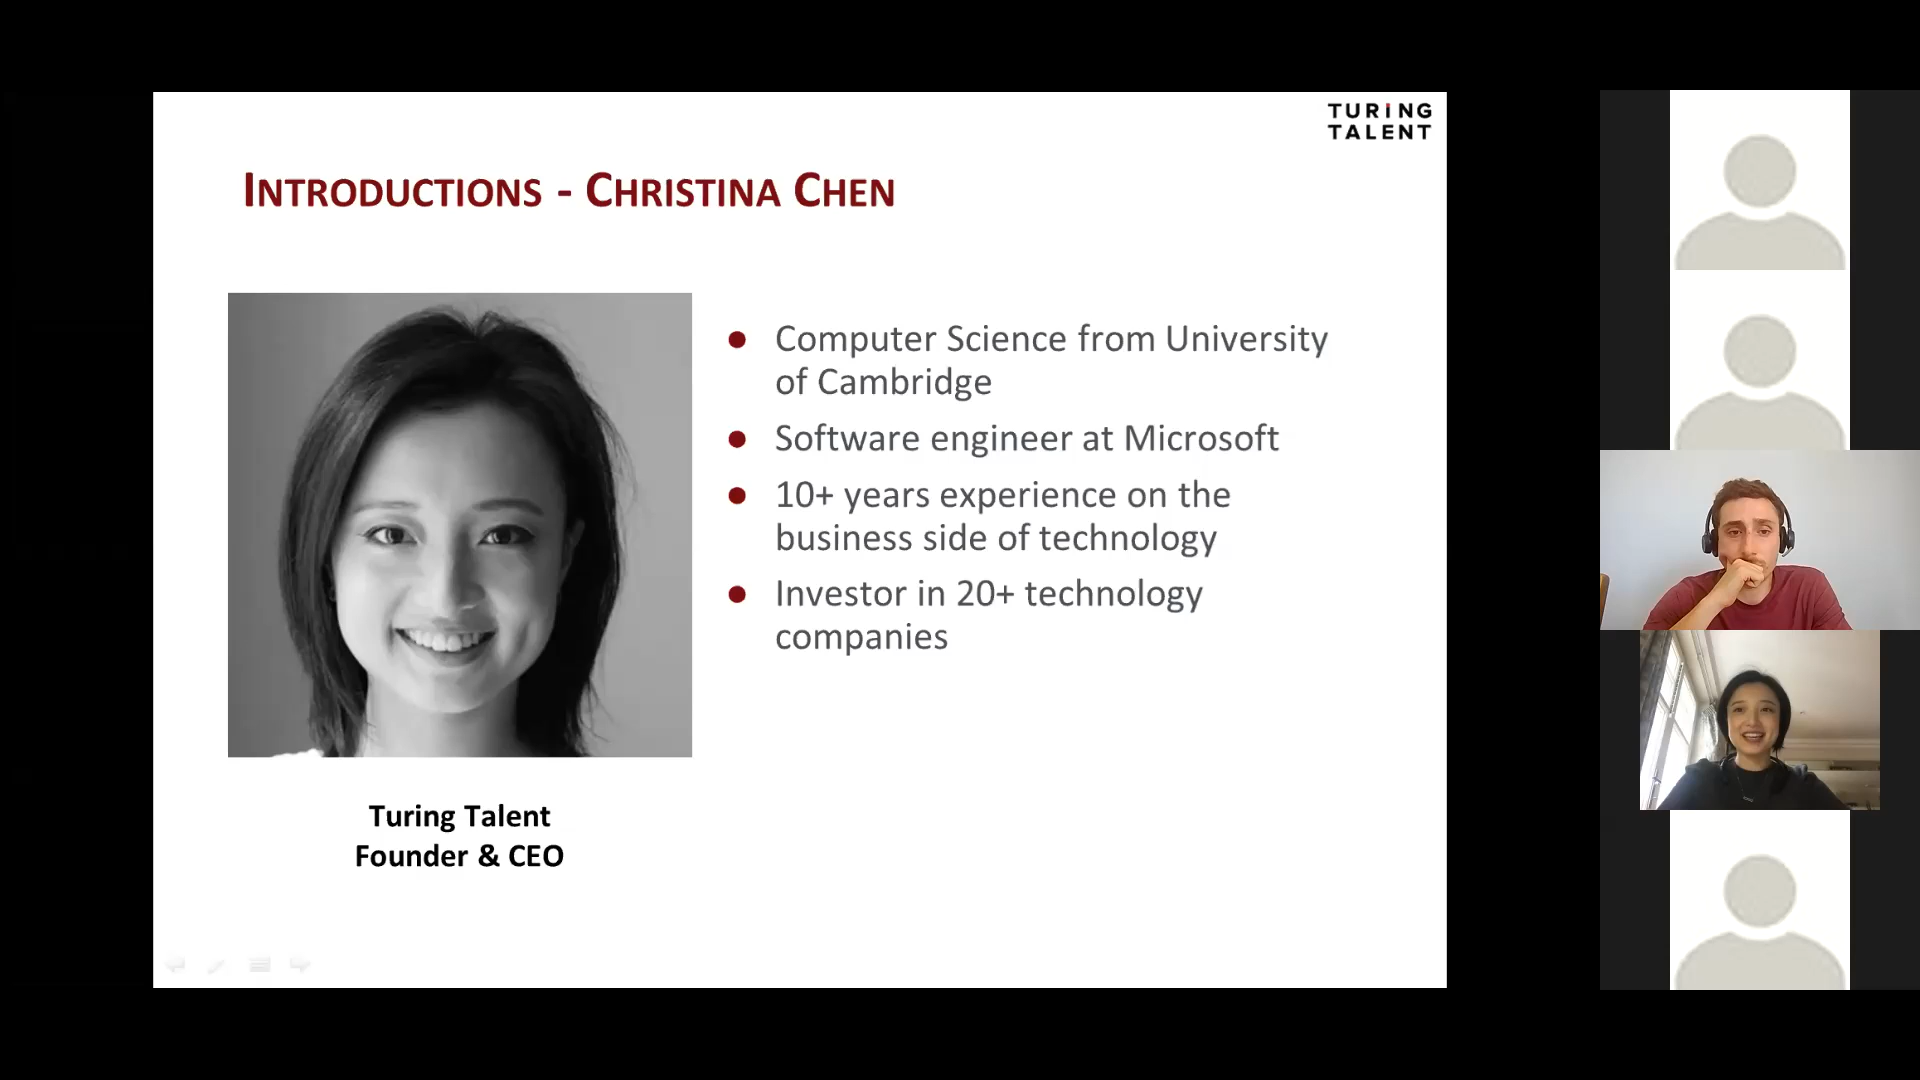 TURING
TALENT
INTRODUCTIONS - CHRISTINA CHEN
Computer Science from University
of Cambridge
Software engineer at Microsoft
10+ years experience on the
business side of technology
Investor in 20+ technology
companies
Turing Talent
Founder & CEO